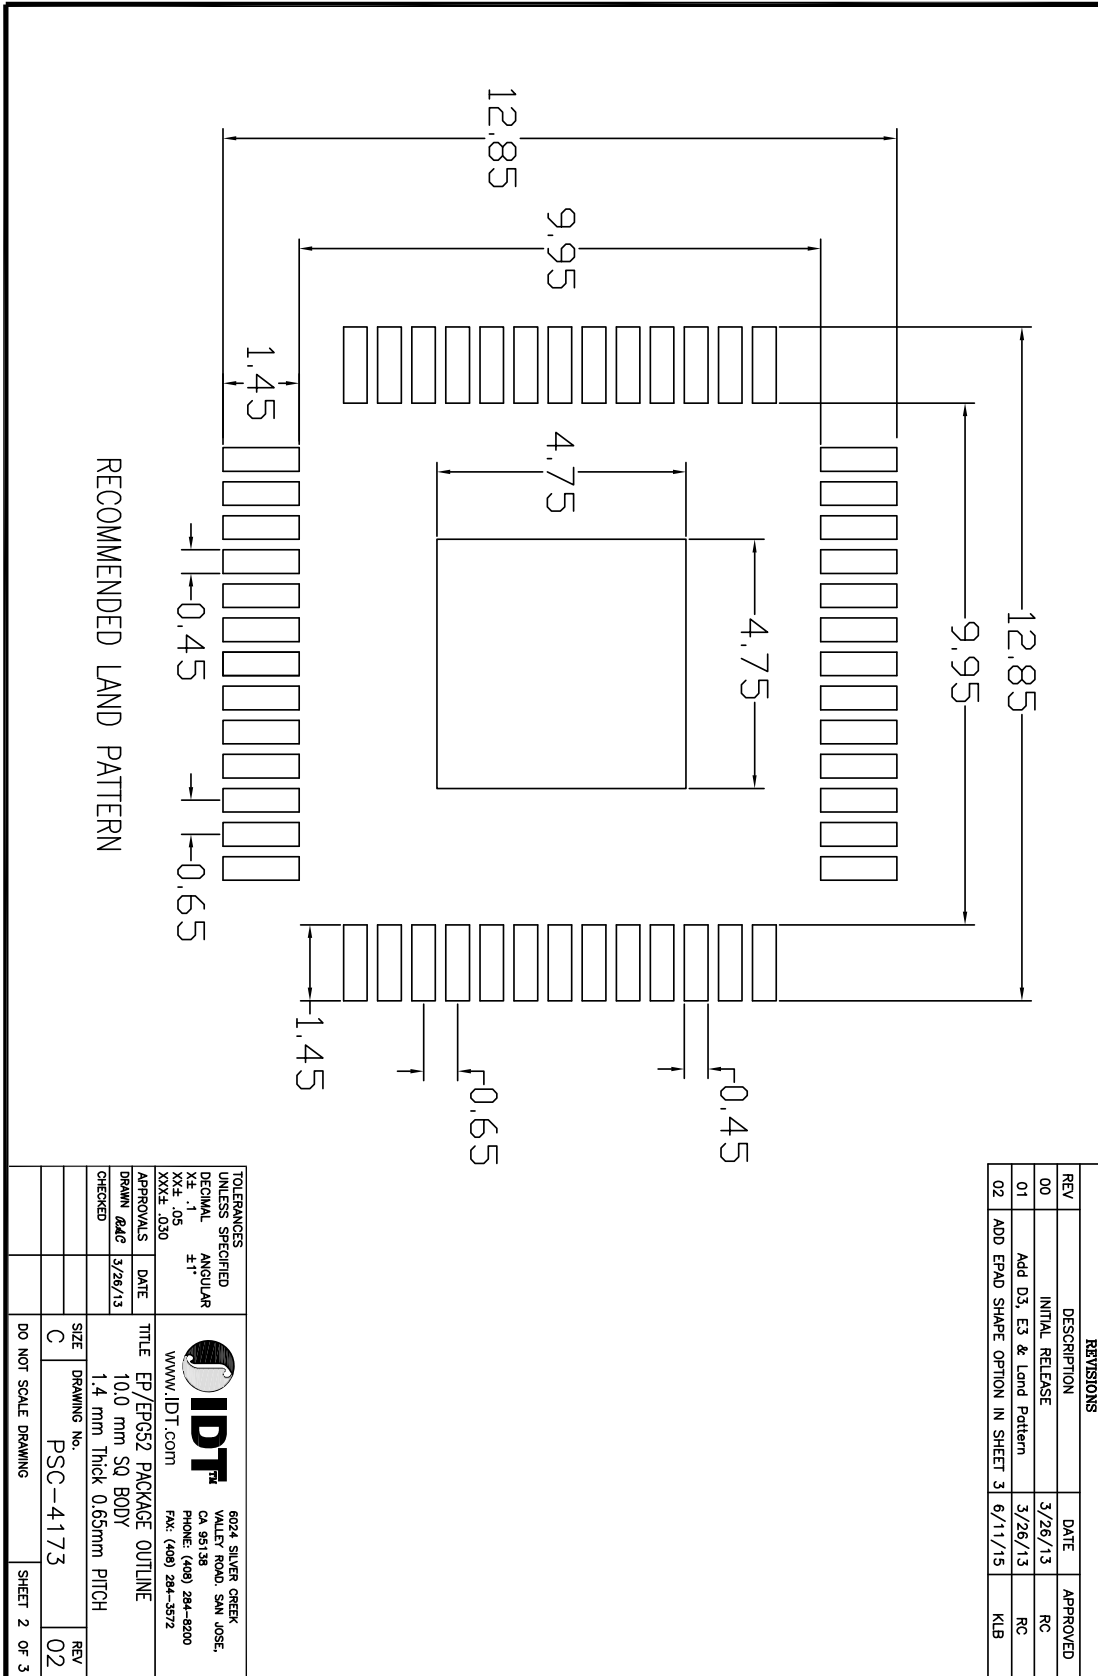 12.85
9.95
12.85
9.95
4.75
4.75
1.45
0.45
0.65
1.45
0.65
0.45
RECOMMENDED LAND PATTERN
REVISIONS
REV DESCRIPTION DATE APPROVED
00 INITIAL RELEASE 3/26/13 RC
01 Add D3, E3 & Land Pattern 3/26/13 RC
02 ADD EPAD SHAPE OPTION IN SHEET 3 6/11/15 KLB
TOLERANCES
UNLESS SPECIFIED
DECIMAL ANGULAR
X± .1 ±1°
XX± .05
XXX± .030
APPROVALS DATE
DRAWN RAC 3/26/13
CHECKED
IDT™
www.IDT.com
6024 SILVER CREEK
VALLEY ROAD, SAN JOSE,
CA 95138
PHONE: (408) 284-8200
FAX: (408) 284-3572
TITLE EP/EPG52 PACKAGE OUTLINE
10.0 mm SQ BODY
1.4 mm Thick 0.65mm PITCH
SIZE DRAWING No. REV
C PSC-4173 02
DO NOT SCALE DRAWING SHEET 2 OF 3